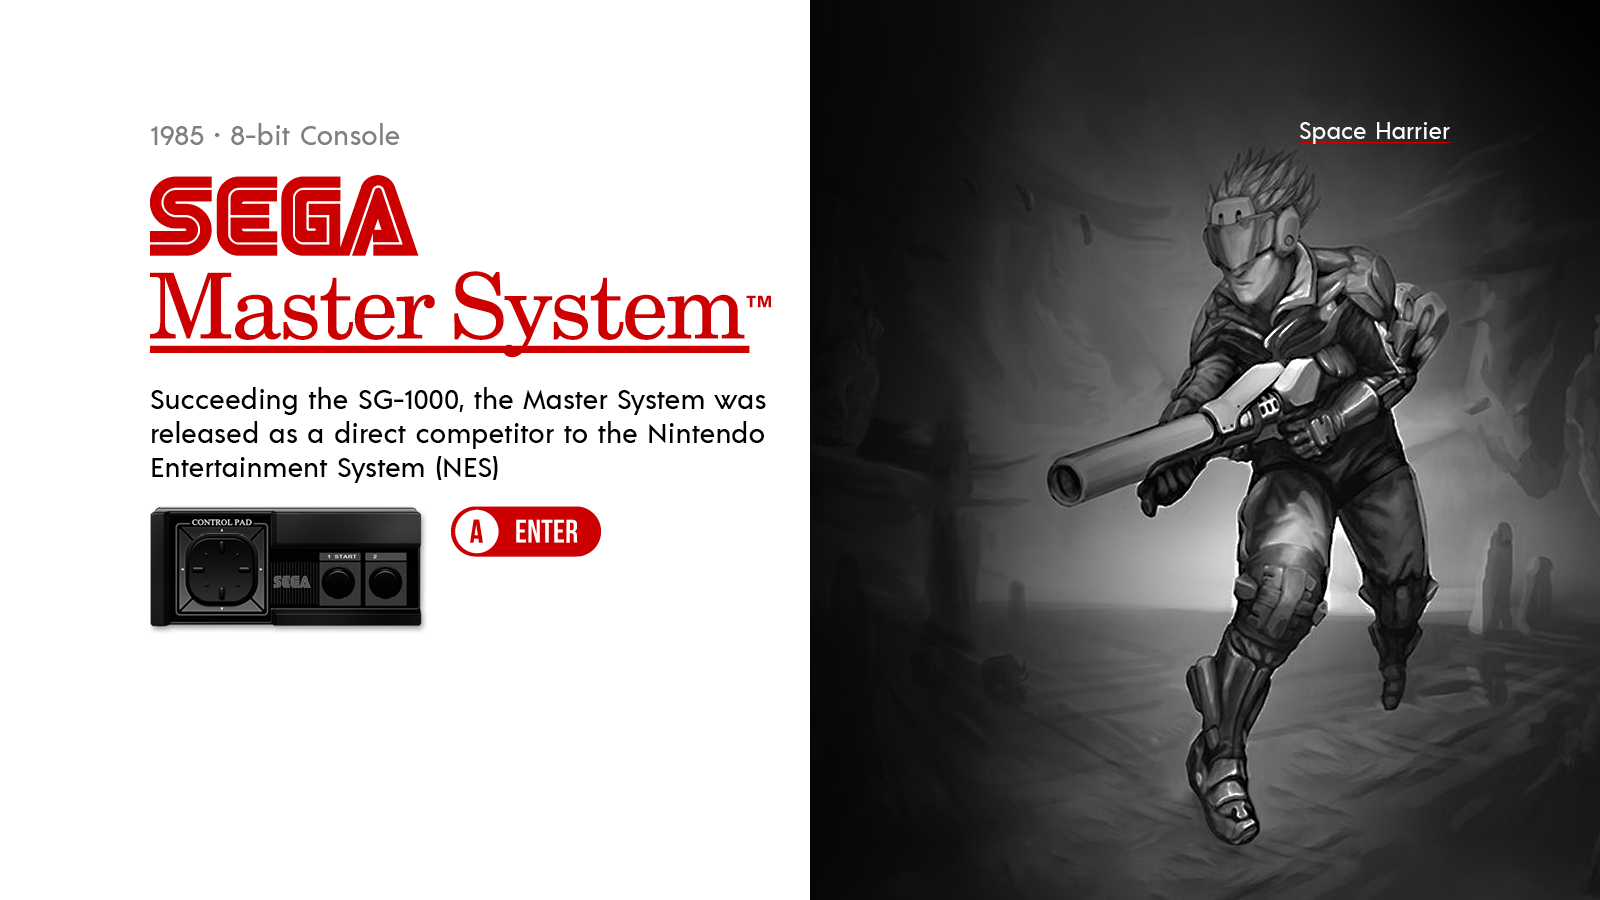 1985 · 8-bit Console
SEGA
Master System™
Succeeding the SG-1000, the Master System was
released as a direct competitor to the Nintendo
Entertainment System (NES)
CONTROL PAD
SEGA
1 START 2
A ENTER
Space Harrier